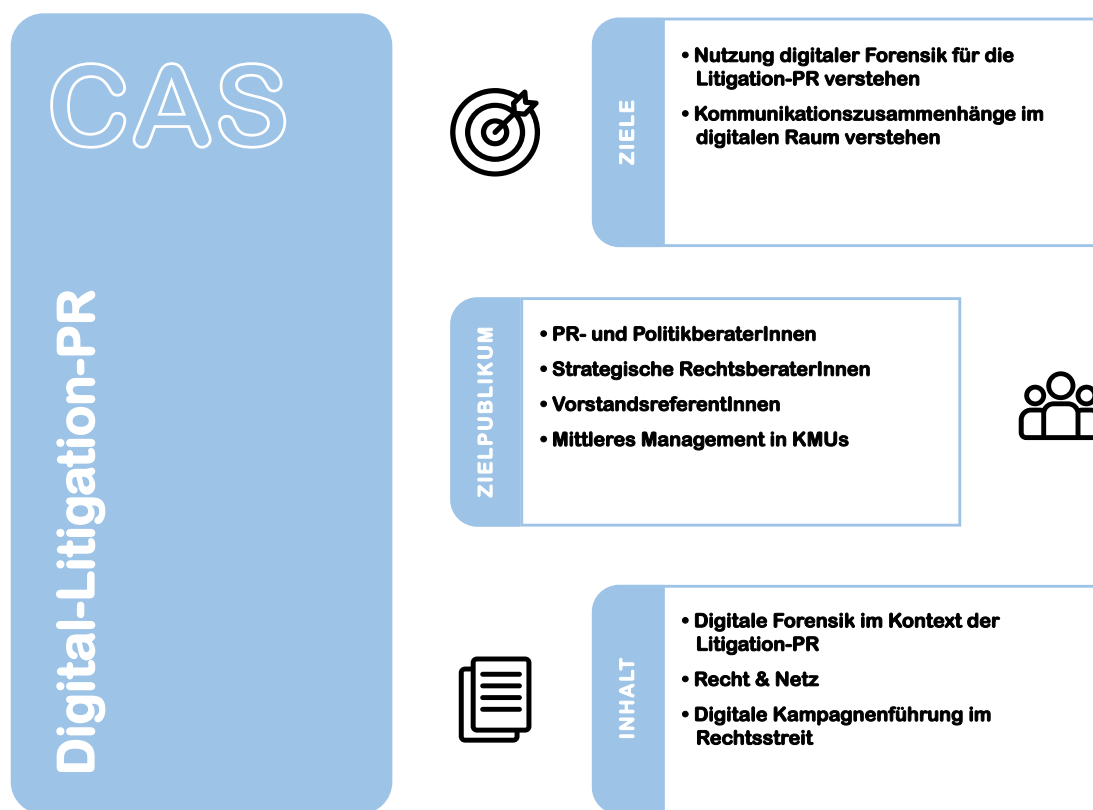 CAS
Digital-Litigation-PR
ZIELE
• Nutzung digitaler Forensik für die
Litigation-PR verstehen
• Kommunikationszusammenhänge im
digitalen Raum verstehen
ZIELPUBLIKUM
• PR- und PolitikberaterInnen
• Strategische RechtsberaterInnen
• VorstandsreferentInnen
• Mittleres Management in KMUs
INHALT
• Digitale Forensik im Kontext der
Litigation-PR
• Recht & Netz
• Digitale Kampagnenführung im
Rechtsstreit